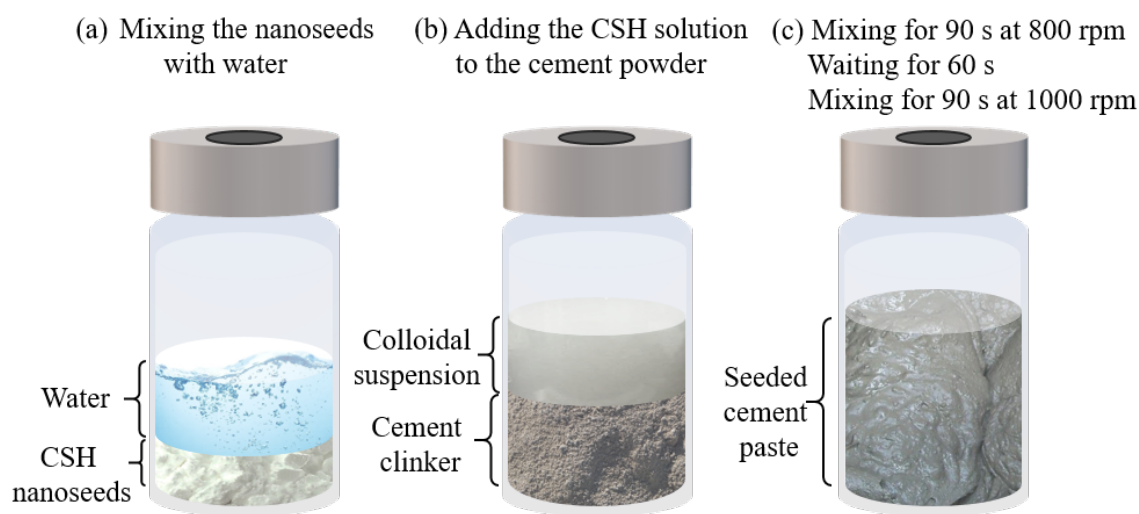 (a) Mixing the nanoseeds
with water
(b) Adding the CSH solution
to the cement powder
(c) Mixing for 90 s at 800 rpm
Waiting for 60 s
Mixing for 90 s at 1000 rpm
Water
CSH
nanoseeds
Colloidal
suspension
Cement
clinker
Seeded
cement
paste